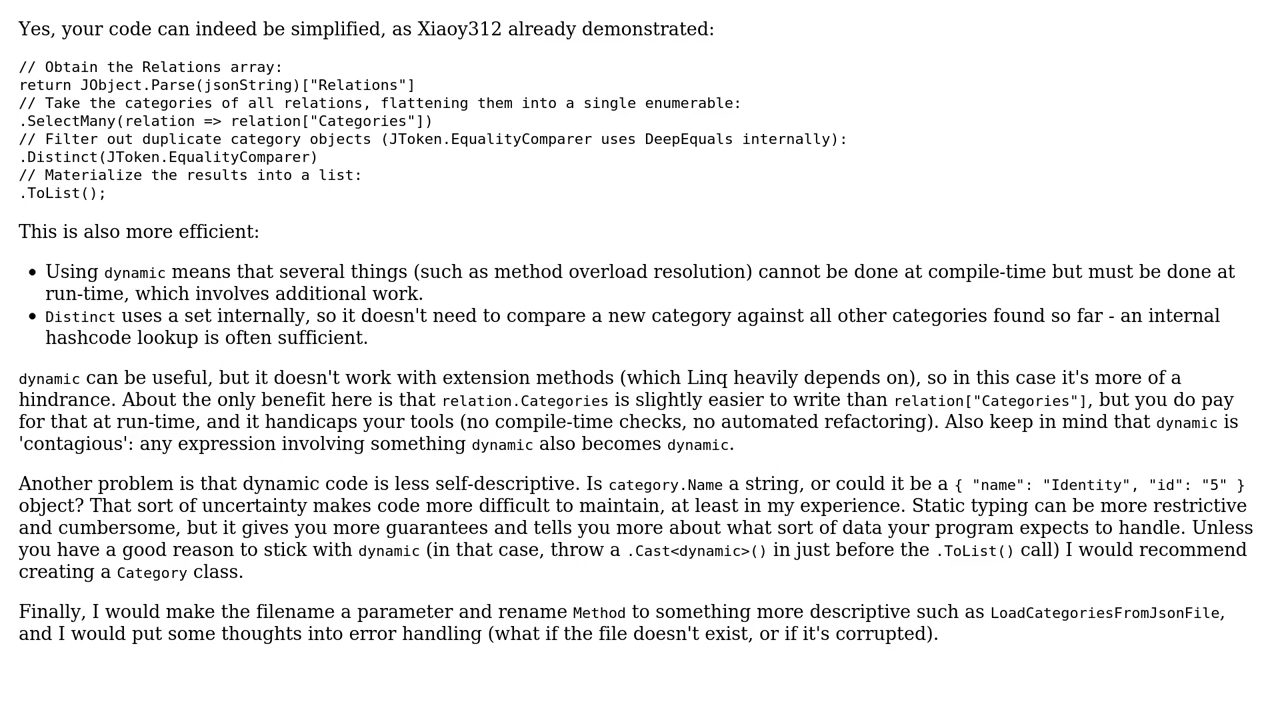 Yes, your code can indeed be simplified, as Xiaoy312 already demonstrated:
// Obtain the Relations array:
return JObject.Parse(jsonString)["Relations"]
// Take the categories of all relations, flattening them into a single enumerable:
.SelectMany(relation => relation["Categories"])
// Filter out duplicate category objects (JToken.EqualityComparer uses DeepEquals internally):
.Distinct(JToken.EqualityComparer)
// Materialize the results into a list:
.ToList();
This is also more efficient:
• Using dynamic means that several things (such as method overload resolution) cannot be done at compile-time but must be done at
run-time, which involves additional work.
• Distinct uses a set internally, so it doesn't need to compare a new category against all other categories found so far - an internal
hashcode lookup is often sufficient.
dynamic can be useful, but it doesn't work with extension methods (which Linq heavily depends on), so in this case it's more of a
hindrance. About the only benefit here is that relation.Categories is slightly easier to write than relation["Categories"], but you do pay
for that at run-time, and it handicaps your tools (no compile-time checks, no automated refactoring). Also keep in mind that dynamic is
'contagious': any expression involving something dynamic also becomes dynamic.
Another problem is that dynamic code is less self-descriptive. Is category.Name a string, or could it be a { "name": "Identity", "id": "5" }
object? That sort of uncertainty makes code more difficult to maintain, at least in my experience. Static typing can be more restrictive
and cumbersome, but it gives you more guarantees and tells you more about what sort of data your program expects to handle. Unless
you have a good reason to stick with dynamic (in that case, throw a .Cast<dynamic>() in just before the .ToList() call) I would recommend
creating a Category class.
Finally, I would make the filename a parameter and rename Method to something more descriptive such as LoadCategoriesFromJsonFile,
and I would put some thoughts into error handling (what if the file doesn't exist, or if it's corrupted).